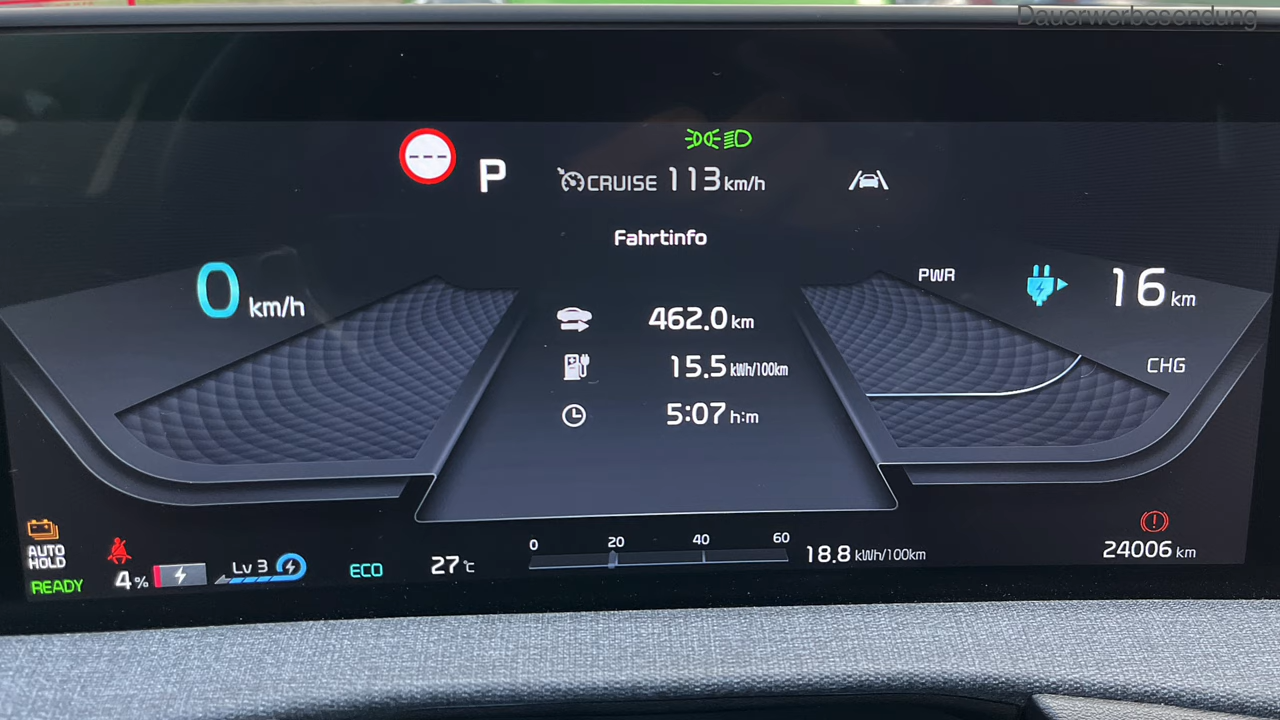 Dauerwerbesendung
P
CRUISE 113 km/h
Fahrtinfo
0 km/h
PWR
16 km
462.0 km
15.5 kWh/100km
CHG
5:07 h:m
AUTO
HOLD
READY
4%
Lv 3
ECO
27°C
0 20 40 60
18.8 kWh/100km
24006 km